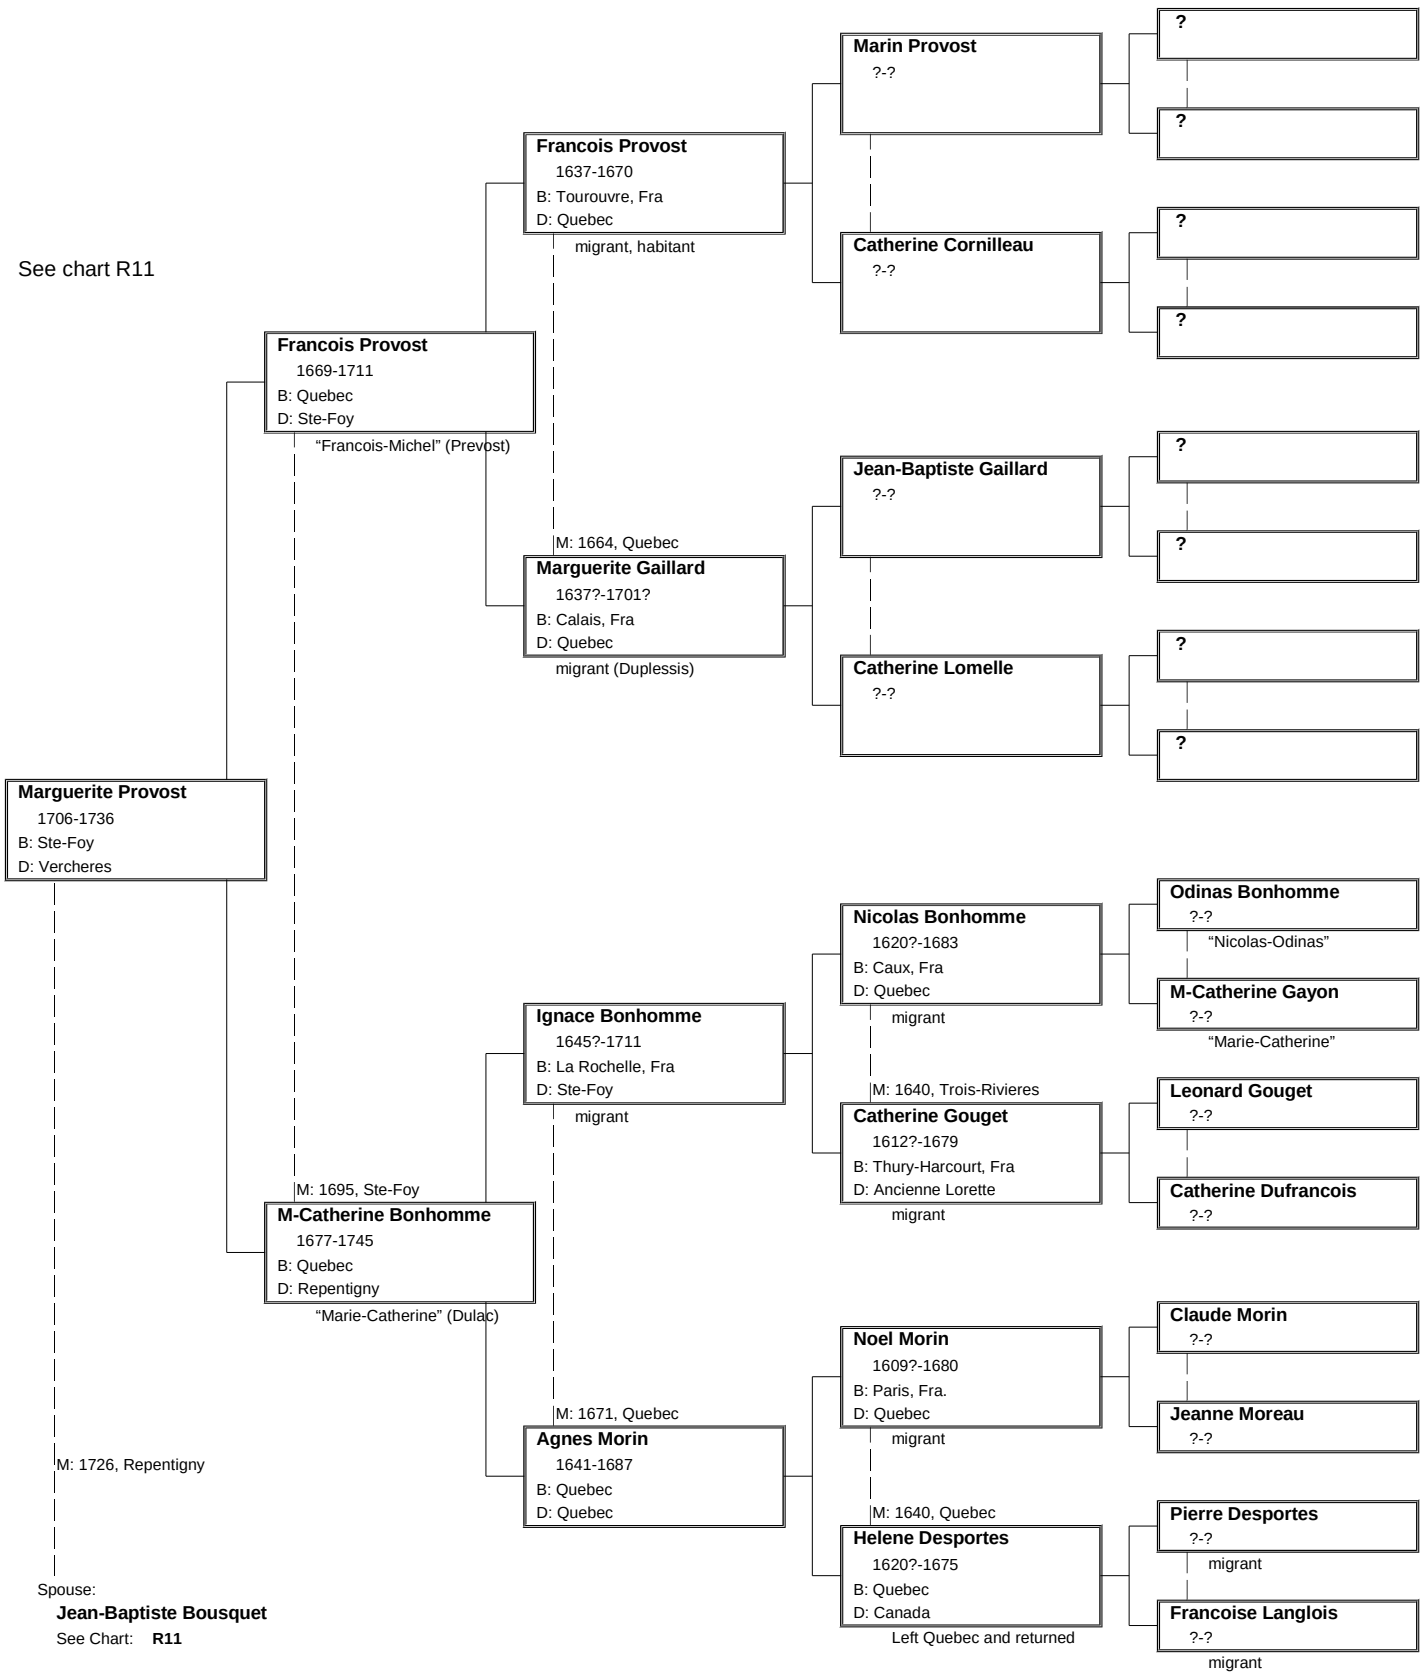 See chart R11
Marguerite Provost
1706-1736
B: Ste-Foy
D: Vercheres
M: 1726, Repentigny
Spouse:
Jean-Baptiste Bousquet
See Chart: R11
Francois Provost
1669-1711
B: Quebec
D: Ste-Foy
“Francois-Michel” (Prevost)
M: 1695, Ste-Foy
M-Catherine Bonhomme
1677-1745
B: Quebec
D: Repentigny
“Marie-Catherine” (Dulac)
Francois Provost
1637-1670
B: Tourouvre, Fra
D: Quebec
migrant, habitant
M: 1664, Quebec
Marguerite Gaillard
1637?-1701?
B: Calais, Fra
D: Quebec
migrant (Duplessis)
Ignace Bonhomme
1645?-1711
B: La Rochelle, Fra
D: Ste-Foy
migrant
M: 1671, Quebec
Agnes Morin
1641-1687
B: Quebec
D: Quebec
Marin Provost
?-?
Catherine Cornilleau
?-?
Jean-Baptiste Gaillard
?-?
Catherine Lomelle
?-?
Nicolas Bonhomme
1620?-1683
B: Caux, Fra
D: Quebec
migrant
M: 1640, Trois-Rivieres
Catherine Gouget
1612?-1679
B: Thury-Harcourt, Fra
D: Ancienne Lorette
migrant
Noel Morin
1609?-1680
B: Paris, Fra.
D: Quebec
migrant
M: 1640, Quebec
Helene Desportes
1620?-1675
B: Quebec
D: Canada
Left Quebec and returned
?
?
?
?
?
?
?
?
Odinas Bonhomme
?-?
“Nicolas-Odinas”
M-Catherine Gayon
?-?
“Marie-Catherine”
Leonard Gouget
?-?
Catherine Dufrancois
?-?
Claude Morin
?-?
Jeanne Moreau
?-?
Pierre Desportes
?-?
migrant
Francoise Langlois
?-?
migrant